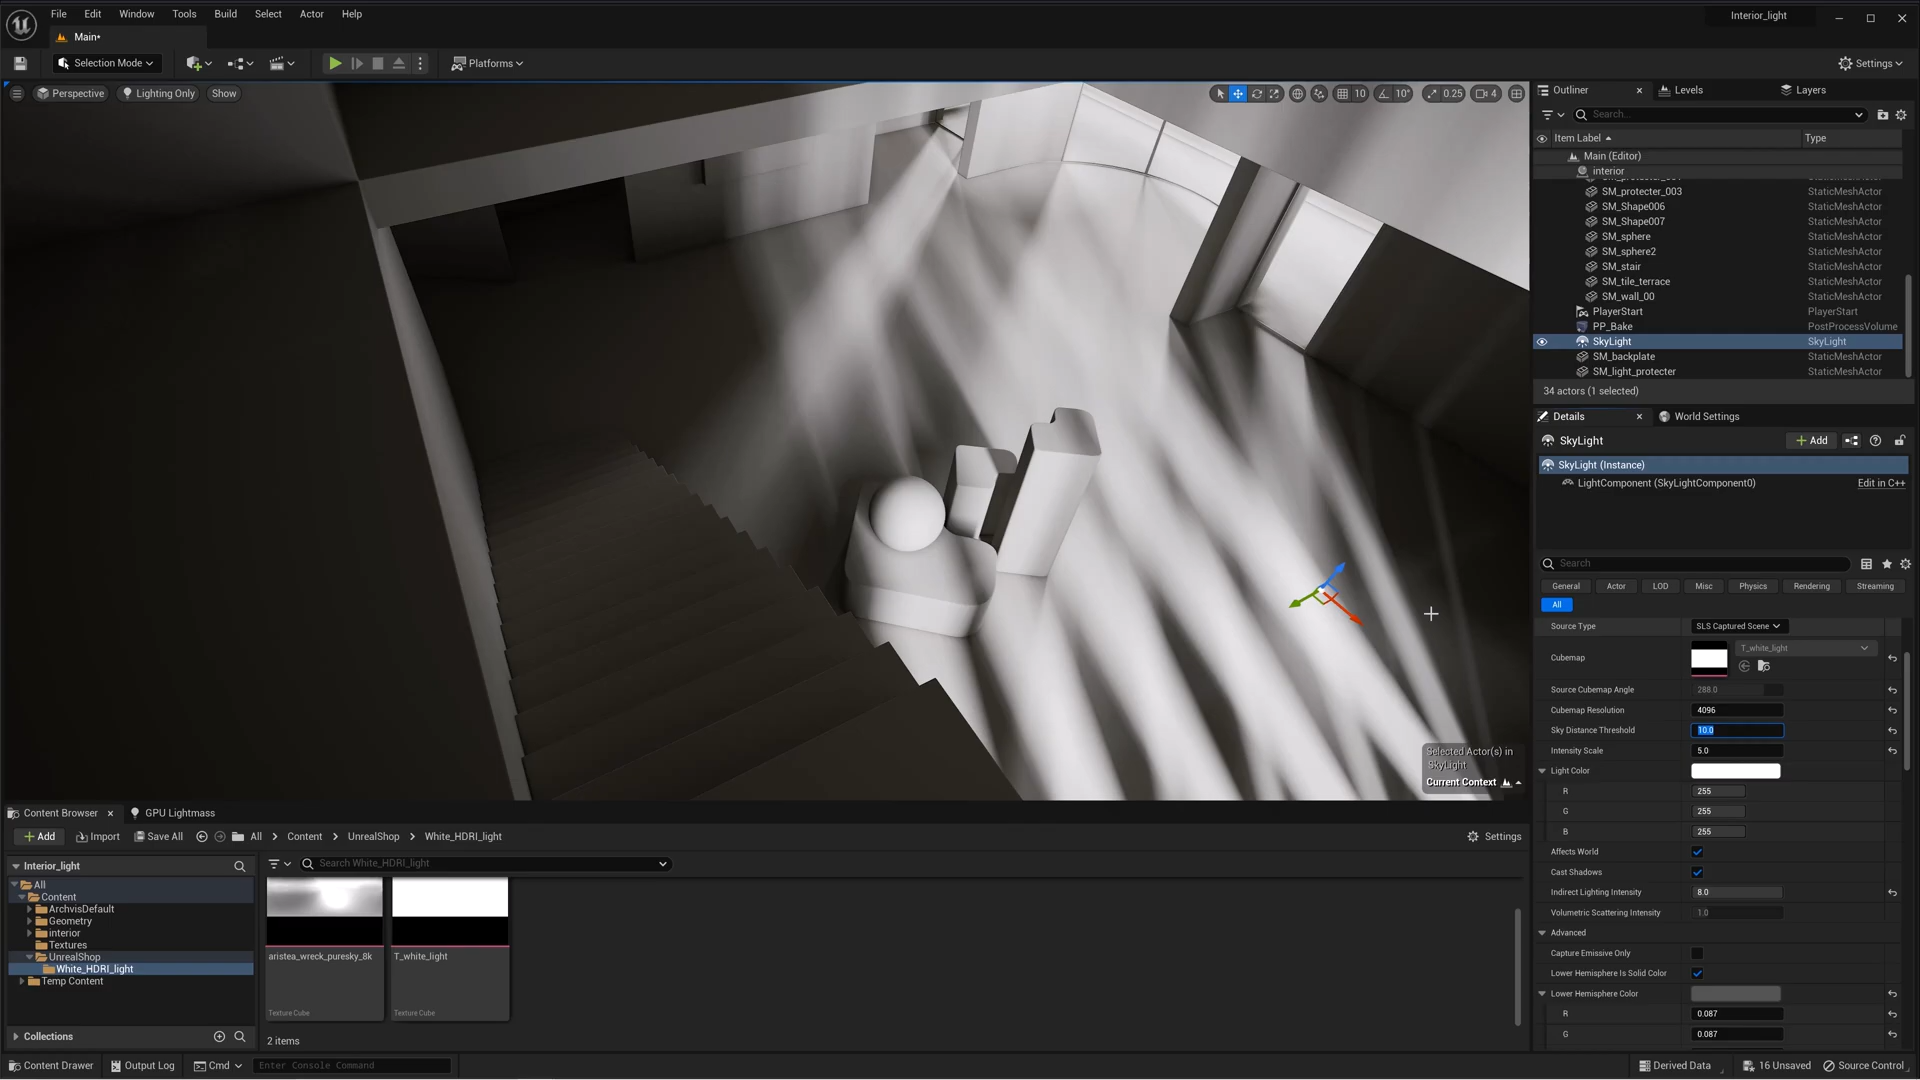 File Edit Window Tools Build Select Actor Help
Interior_light
Main•
Selection Mode
Platforms
Settings
Perspective
Lighting Only
Show
10
10°
0.25
4
Selected Actor(s) in
SkyLight
Current Context
Outliner
Levels
Layers
Search...
Item Label
Type
Main (Editor)
interior
SM_protecter_003 StaticMeshActor
SM_Shape006 StaticMeshActor
SM_Shape007 StaticMeshActor
SM_sphere StaticMeshActor
SM_sphere2 StaticMeshActor
SM_stair StaticMeshActor
SM_tile_terrace StaticMeshActor
SM_wall_00 StaticMeshActor
PlayerStart PlayerStart
PP_Bake PostProcessVolume
SkyLight SkyLight
SM_backplate StaticMeshActor
SM_light_protecter StaticMeshActor
34 actors (1 selected)
Details
World Settings
SkyLight
Add
SkyLight (Instance)
LightComponent (SkyLightComponent0) Edit in C++
Search
General Actor LOD Misc Physics Rendering Streaming
All
Source Type SLS Captured Scene
Cubemap T_white_light
Source Cubemap Angle 288.0
Cubemap Resolution 4096
Sky Distance Threshold 10.0
Intensity Scale 5.0
Light Color
R 255
G 255
B 255
Affects World
Cast Shadows
Indirect Lighting Intensity 8.0
Volumetric Scattering Intensity 1.0
Advanced
Capture Emissive Only
Lower Hemisphere Is Solid Color
Lower Hemisphere Color
R 0.087
G 0.087
Content Browser
GPU Lightmass
Add
Import
Save All
All
Content
UnrealShop
White_HDRI_light
Settings
Interior_light
Search White_HDRI_light
All
Content
ArchvisDefault
Geometry
interior
Textures
UnrealShop
White_HDRI_light
Temp Content
Collections
aristea_wreck_puresky_8k
Texture Cube
T_white_light
Texture Cube
2 items
Content Drawer
Output Log
Cmd
Enter Console Command
Derived Data
16 Unsaved
Source Control